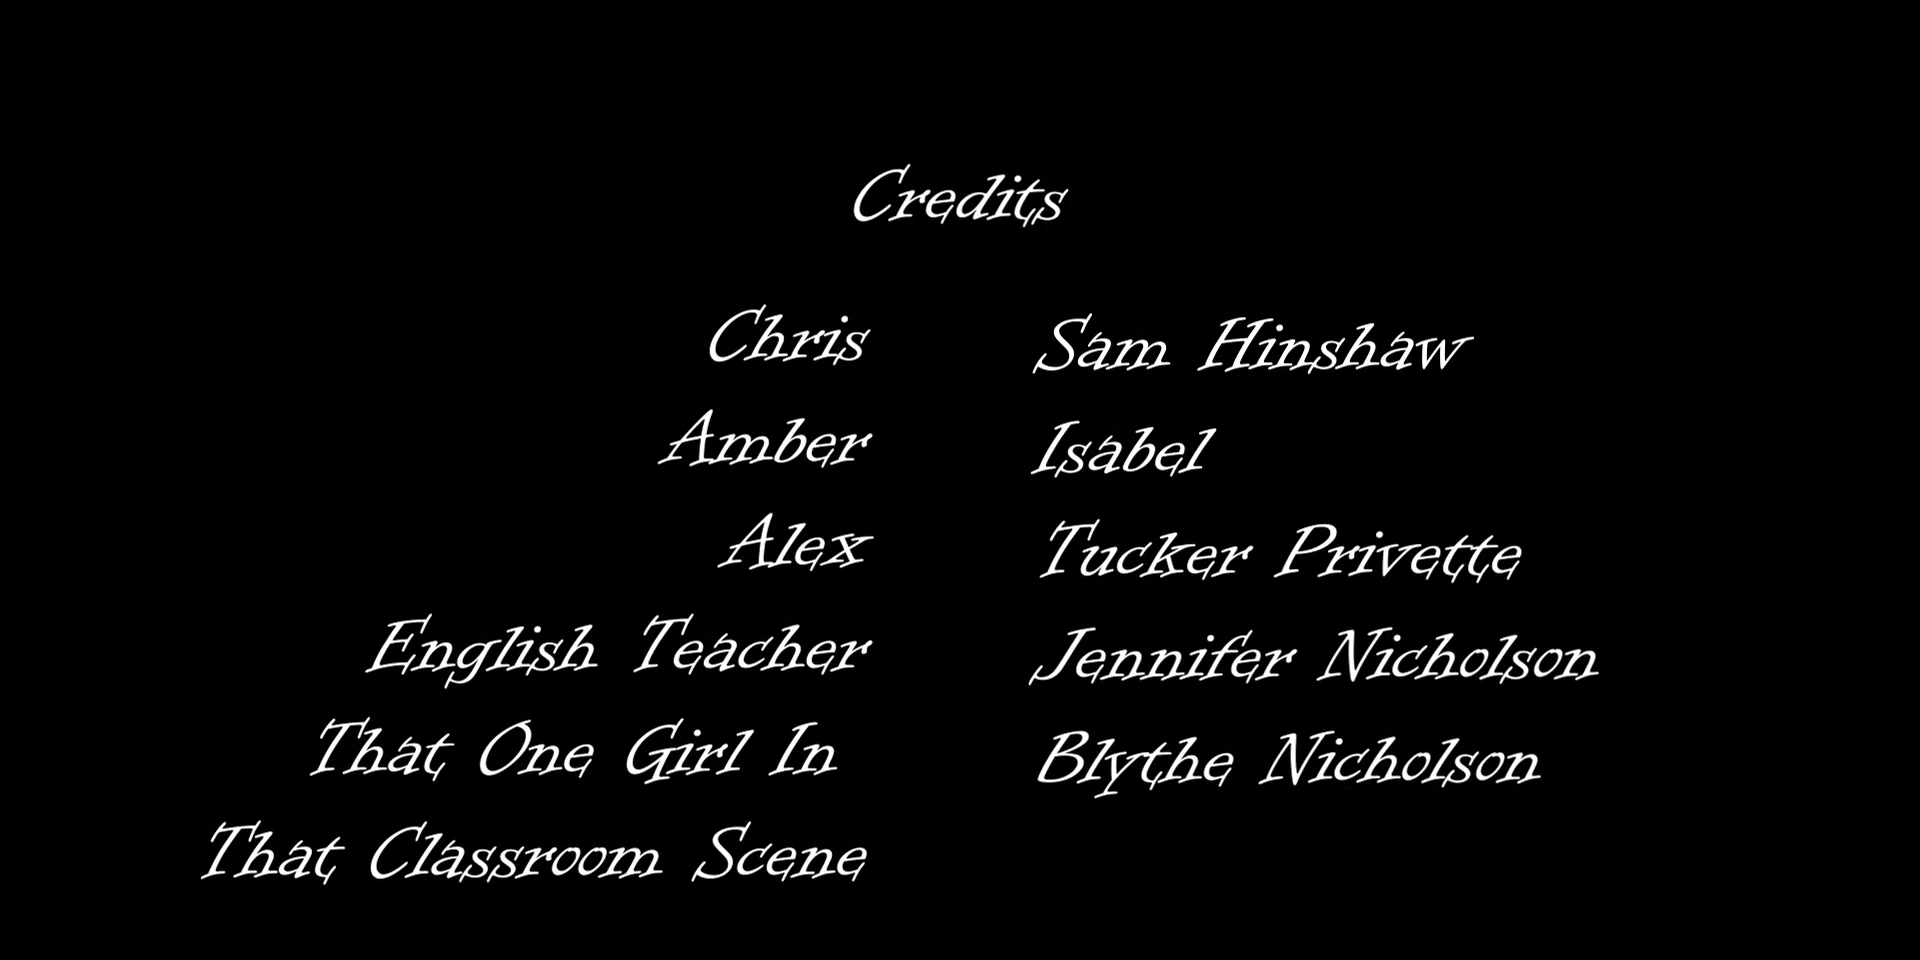 Credits
Chris Sam Hinshaw
Amber Isabel
Alex Tucker Privette
English Teacher Jennifer Nicholson
That One Girl In Blythe Nicholson
That Classroom Scene